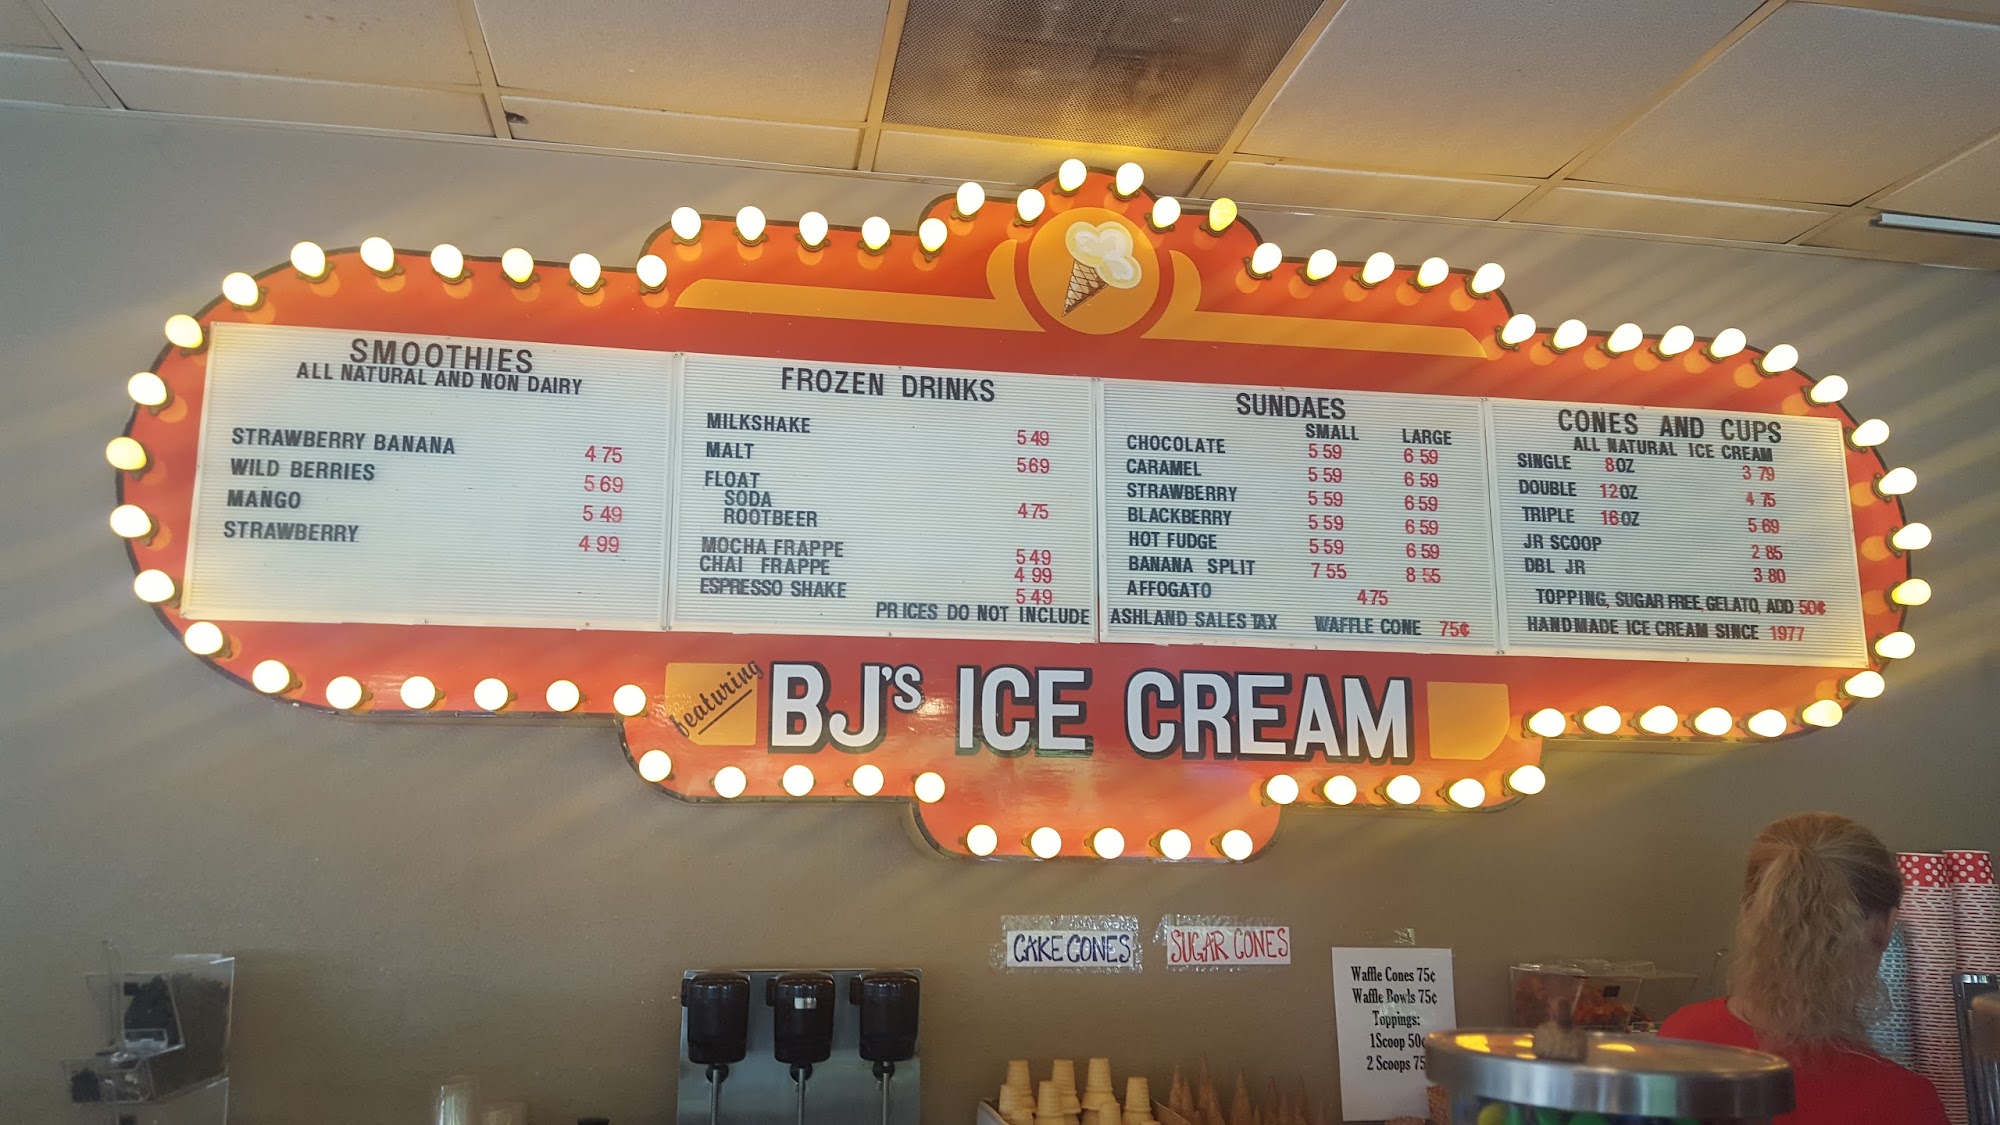 SMOOTHIES
ALL NATURAL AND NON DAIRY
STRAWBERRY BANANA 4 75
WILD BERRIES 5 69
MANGO 5 49
STRAWBERRY 4 99
FROZEN DRINKS
MILKSHAKE 5 49
MALT 5 69
FLOAT
SODA 4 75
ROOTBEER
MOCHA FRAPPE 5 49
CHAI FRAPPE 4 99
ESPRESSO SHAKE 5 49
PRICES DO NOT INCLUDE
SUNDAES
SMALL LARGE
CHOCOLATE 5 59 6 59
CARAMEL 5 59 6 59
STRAWBERRY 5 59 6 59
BLACKBERRY 5 59 6 59
HOT FUDGE 5 59 6 59
BANANA SPLIT 7 55 8 55
AFFOGATO 4 75
ASHLAND SALES TAX WAFFLE CONE 75¢
CONES AND CUPS
ALL NATURAL ICE CREAM
SINGLE 8OZ 3 79
DOUBLE 12OZ 4 75
TRIPLE 16OZ 5 69
JR SCOOP 2 85
DBL JR 3 80
TOPPING, SUGAR FREE, GELATO, ADD 50¢
HANDMADE ICE CREAM SINCE 1977
featuring BJ's ICE CREAM
CAKE CONES
SUGAR CONES
Waffle Cones 75¢
Waffle Bowls 75¢
Toppings:
1Scoop 50¢
2 Scoops 75